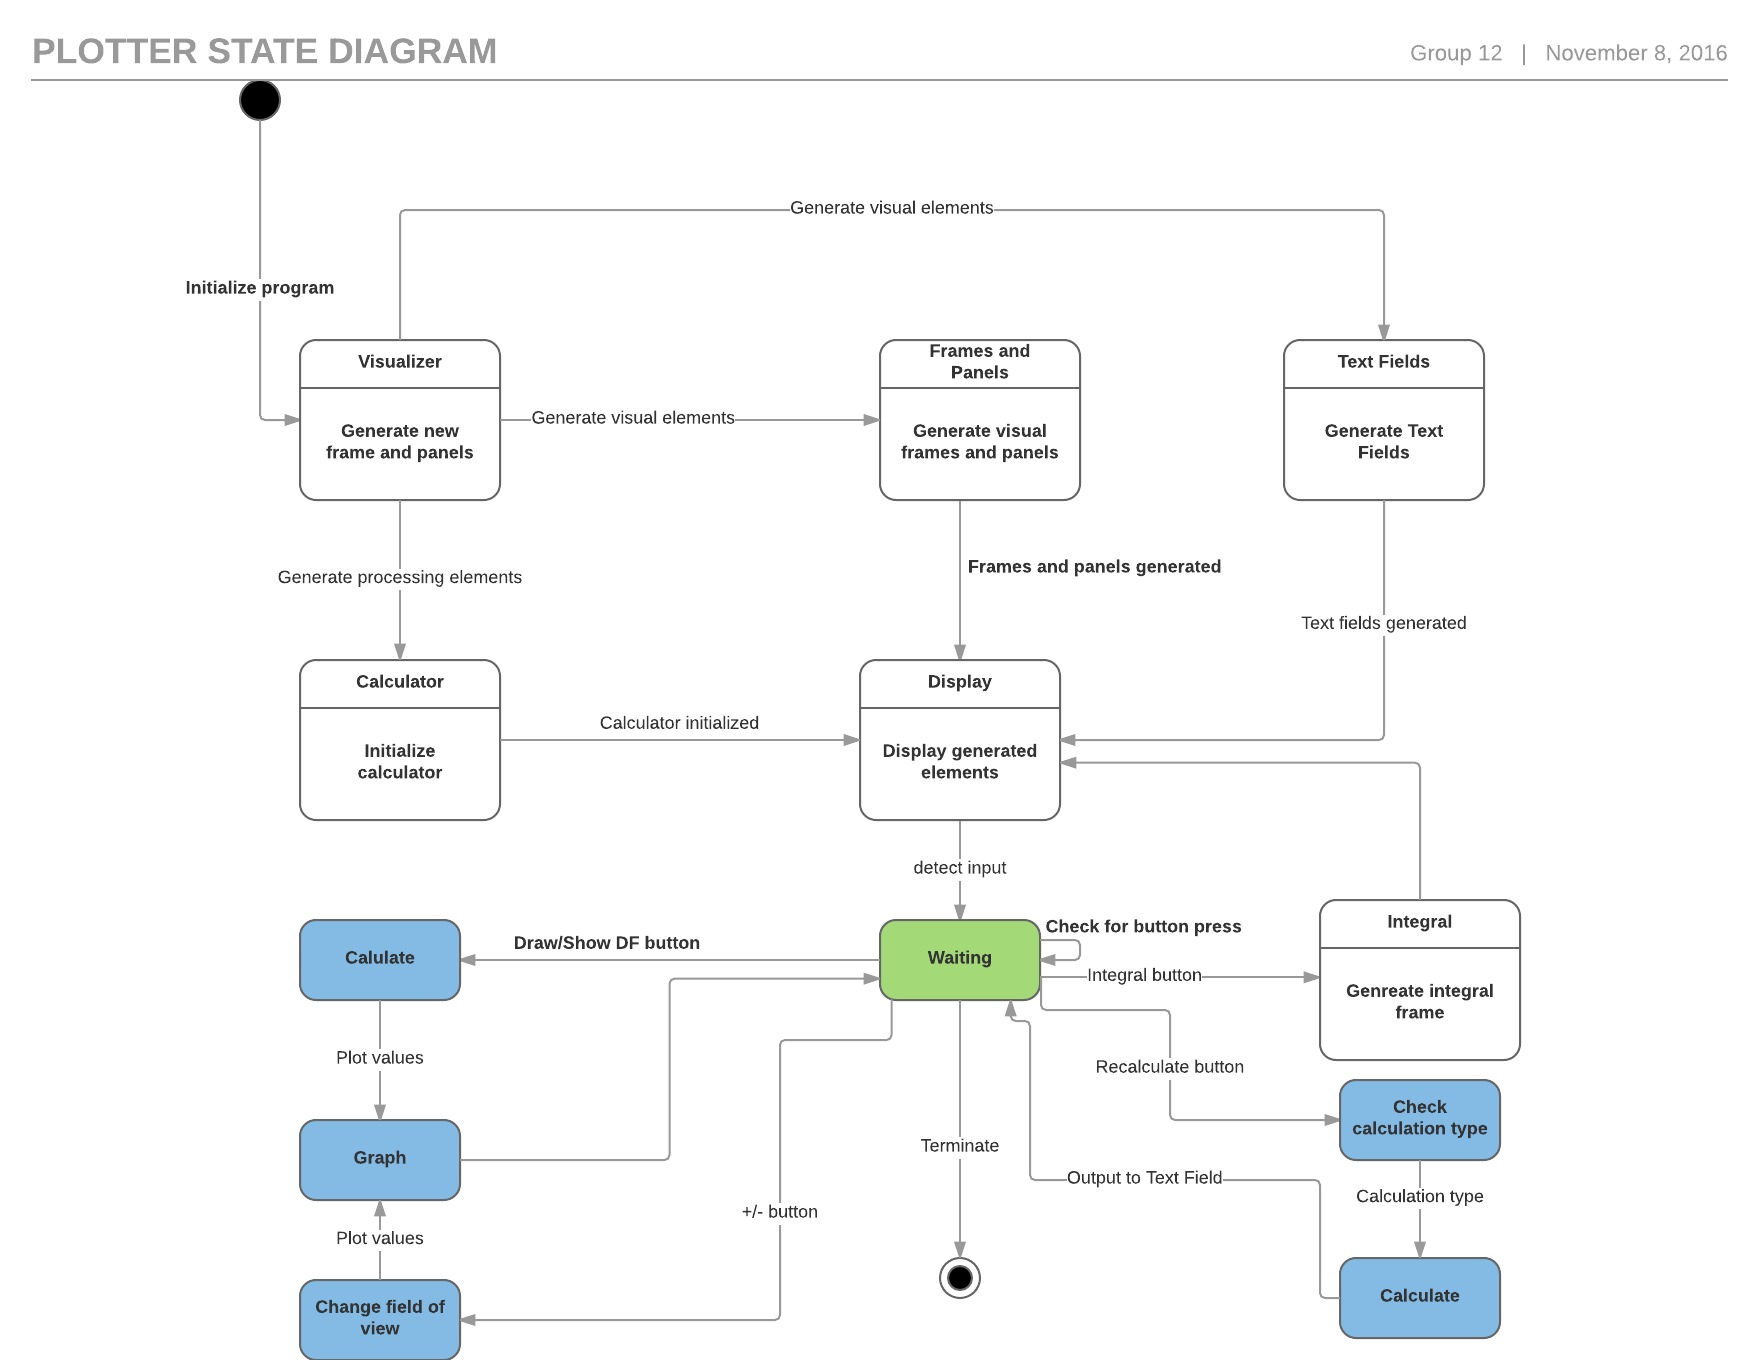 PLOTTER STATE DIAGRAM
Group 12 | November 8, 2016
Generate visual elements
Initialize program
Visualizer
Generate new
frame and panels
Generate visual elements
Frames and
Panels
Generate visual
frames and panels
Text Fields
Generate Text
Fields
Generate processing elements
Frames and panels generated
Text fields generated
Calculator
Initialize
calculator
Calculator initialized
Display
Display generated
elements
detect input
Calulate
Draw/Show DF button
Waiting
Check for button press
Integral button
Integral
Genreate integral
frame
Plot values
Recalculate button
Check
calculation type
Graph
Terminate
Output to Text Field
Calculation type
Plot values
+/- button
Change field of
view
Calculate